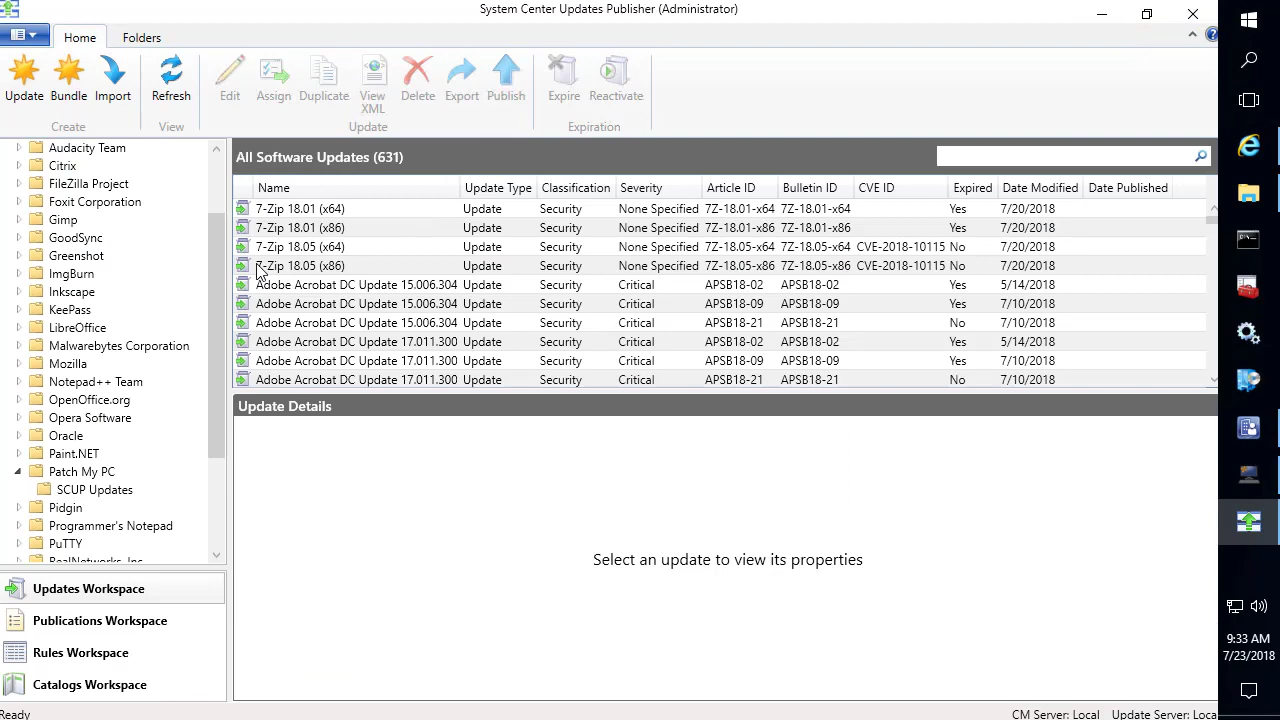 System Center Updates Publisher (Administrator)
Home Folders
Update Bundle Import Refresh Edit Assign Duplicate View XML Delete Export Publish Expire Reactivate
Create View Update Expiration
Audacity Team
Citrix
FileZilla Project
Foxit Corporation
Gimp
GoodSync
Greenshot
ImgBurn
Inkscape
KeePass
LibreOffice
Malwarebytes Corporation
Mozilla
Notepad++ Team
OpenOffice.org
Opera Software
Oracle
Paint.NET
Patch My PC
SCUP Updates
Pidgin
Programmer's Notepad
PuTTY
RealNetworks, Inc.
Updates Workspace
Publications Workspace
Rules Workspace
Catalogs Workspace
All Software Updates (631)
Name Update Type Classification Severity Article ID Bulletin ID CVE ID Expired Date Modified Date Published
7-Zip 18.01 (x64) Update Security None Specified 7Z-18.01-x64 7Z-18.01-x64 Yes 7/20/2018
7-Zip 18.01 (x86) Update Security None Specified 7Z-18.01-x86 7Z-18.01-x86 Yes 7/20/2018
7-Zip 18.05 (x64) Update Security None Specified 7Z-18.05-x64 7Z-18.05-x64 CVE-2018-10115 No 7/20/2018
7-Zip 18.05 (x86) Update Security None Specified 7Z-18.05-x86 7Z-18.05-x86 CVE-2018-10115 No 7/20/2018
Adobe Acrobat DC Update 15.006.304 Update Security Critical APSB18-02 APSB18-02 Yes 5/14/2018
Adobe Acrobat DC Update 15.006.304 Update Security Critical APSB18-09 APSB18-09 Yes 7/10/2018
Adobe Acrobat DC Update 15.006.304 Update Security Critical APSB18-21 APSB18-21 No 7/10/2018
Adobe Acrobat DC Update 17.011.300 Update Security Critical APSB18-02 APSB18-02 Yes 5/14/2018
Adobe Acrobat DC Update 17.011.300 Update Security Critical APSB18-09 APSB18-09 Yes 7/10/2018
Adobe Acrobat DC Update 17.011.300 Update Security Critical APSB18-21 APSB18-21 No 7/10/2018
Update Details
Select an update to view its properties
Ready CM Server: Local Update Server: Loca
9:33 AM
7/23/2018